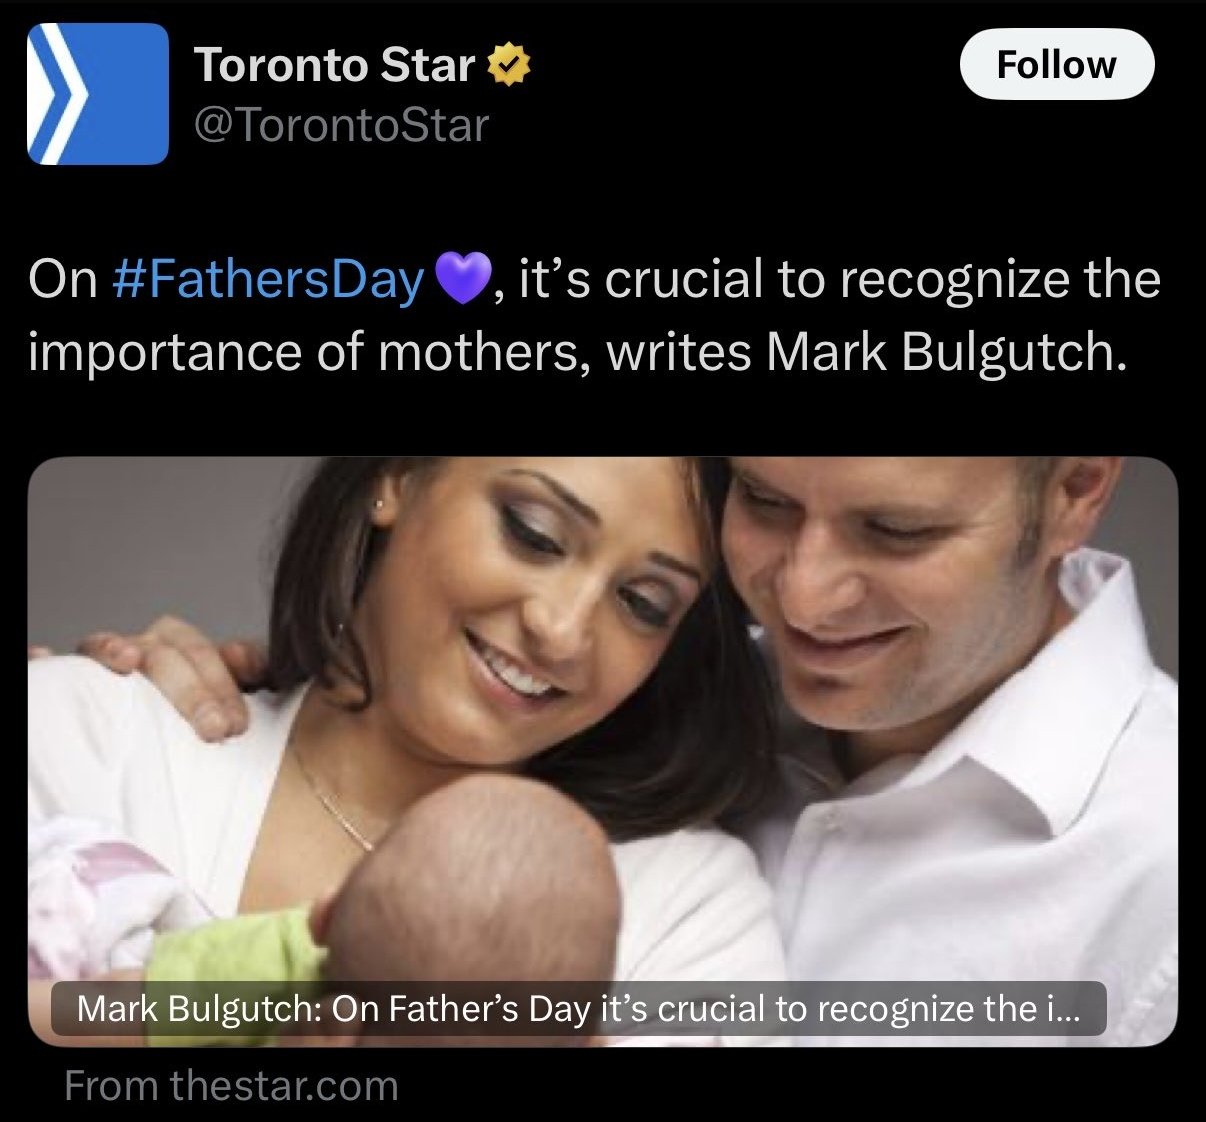 Toronto Star
Follow
@TorontoStar
On #FathersDay💜, it’s crucial to recognize the
importance of mothers, writes Mark Bulgutch.
Mark Bulgutch: On Father’s Day it’s crucial to recognize the i...
From thestar.com